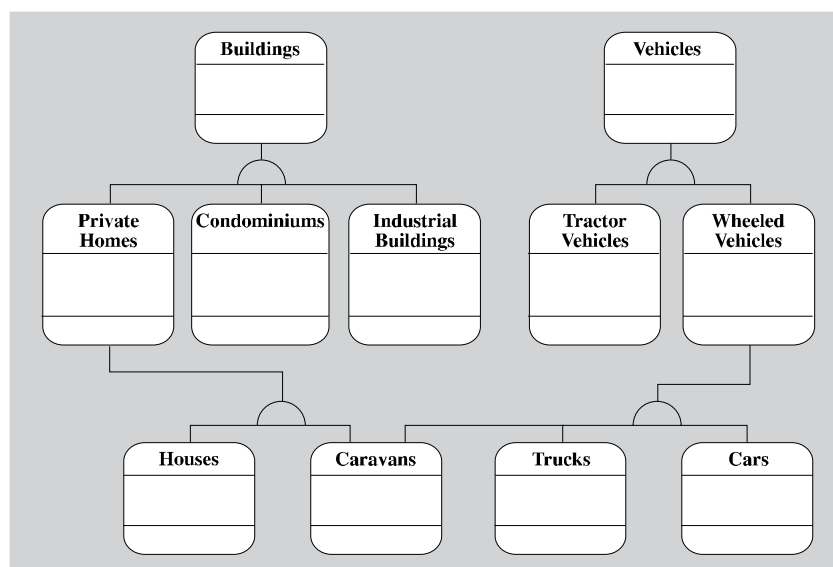 Buildings
Vehicles
Private
Homes
Condominiums
Industrial
Buildings
Tractor
Vehicles
Wheeled
Vehicles
Houses
Caravans
Trucks
Cars